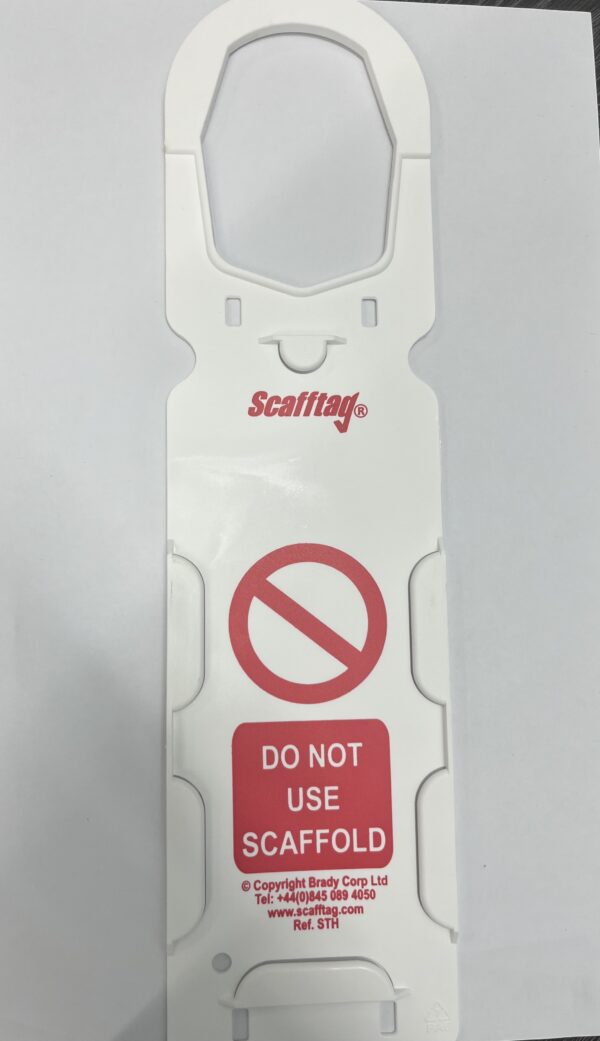 Scafftag®
DO NOT
USE
SCAFFOLD
© Copyright Brady Corp Ltd
Tel: +44(0)845 089 4050
www.scafftag.com
Ref. STH